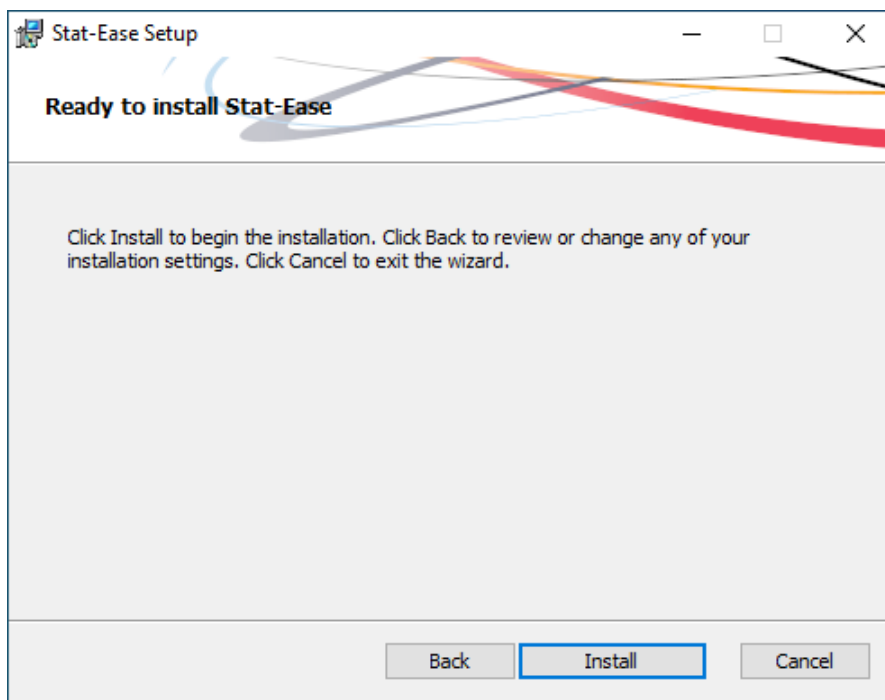 Stat-Ease Setup
Ready to install Stat-Ease
Click Install to begin the installation. Click Back to review or change any of your
installation settings. Click Cancel to exit the wizard.
Back Install Cancel